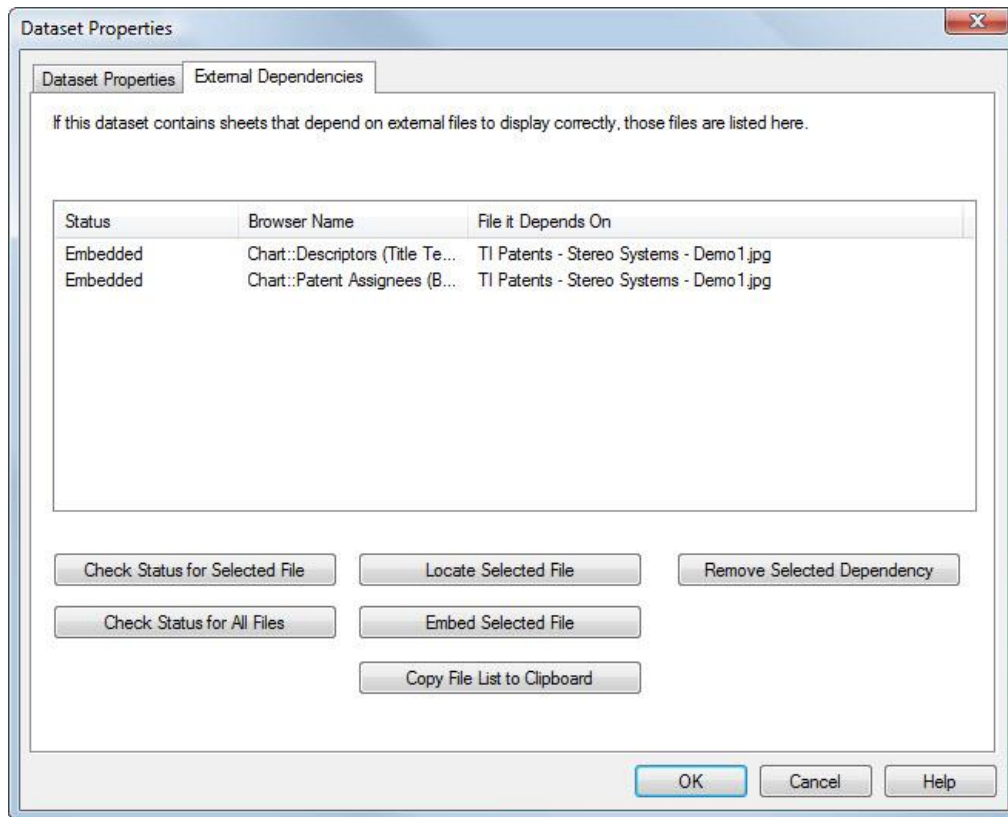 Dataset Properties
Dataset Properties External Dependencies
If this dataset contains sheets that depend on external files to display correctly, those files are listed here.
Status Browser Name File it Depends On
Embedded Chart::Descriptors (Title Te... TI Patents - Stereo Systems - Demo1.jpg
Embedded Chart::Patent Assignees (B... TI Patents - Stereo Systems - Demo1.jpg
Check Status for Selected File Locate Selected File Remove Selected Dependency
Check Status for All Files Embed Selected File
Copy File List to Clipboard
OK Cancel Help